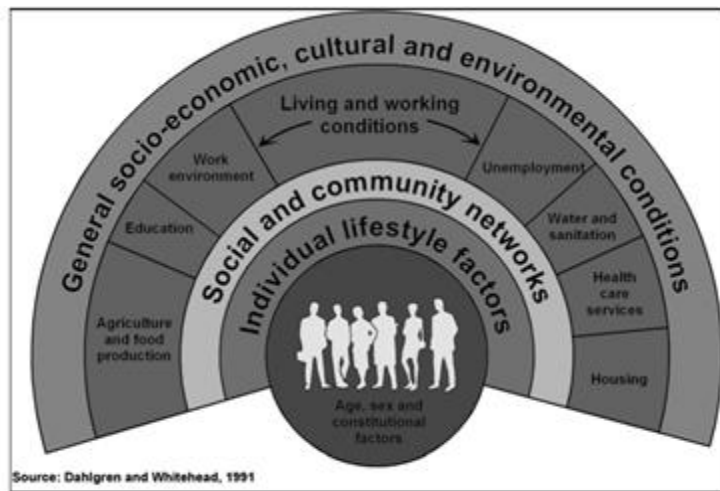 General socio-economic, cultural and environmental conditions
Living and working
conditions
Work
environment
Unemployment
Education
Water and
sanitation
Agriculture
and food
production
Health
care
services
Housing
Social and community networks
Individual lifestyle factors
Age, sex and
constitutional
factors
Source: Dahlgren and Whitehead, 1991